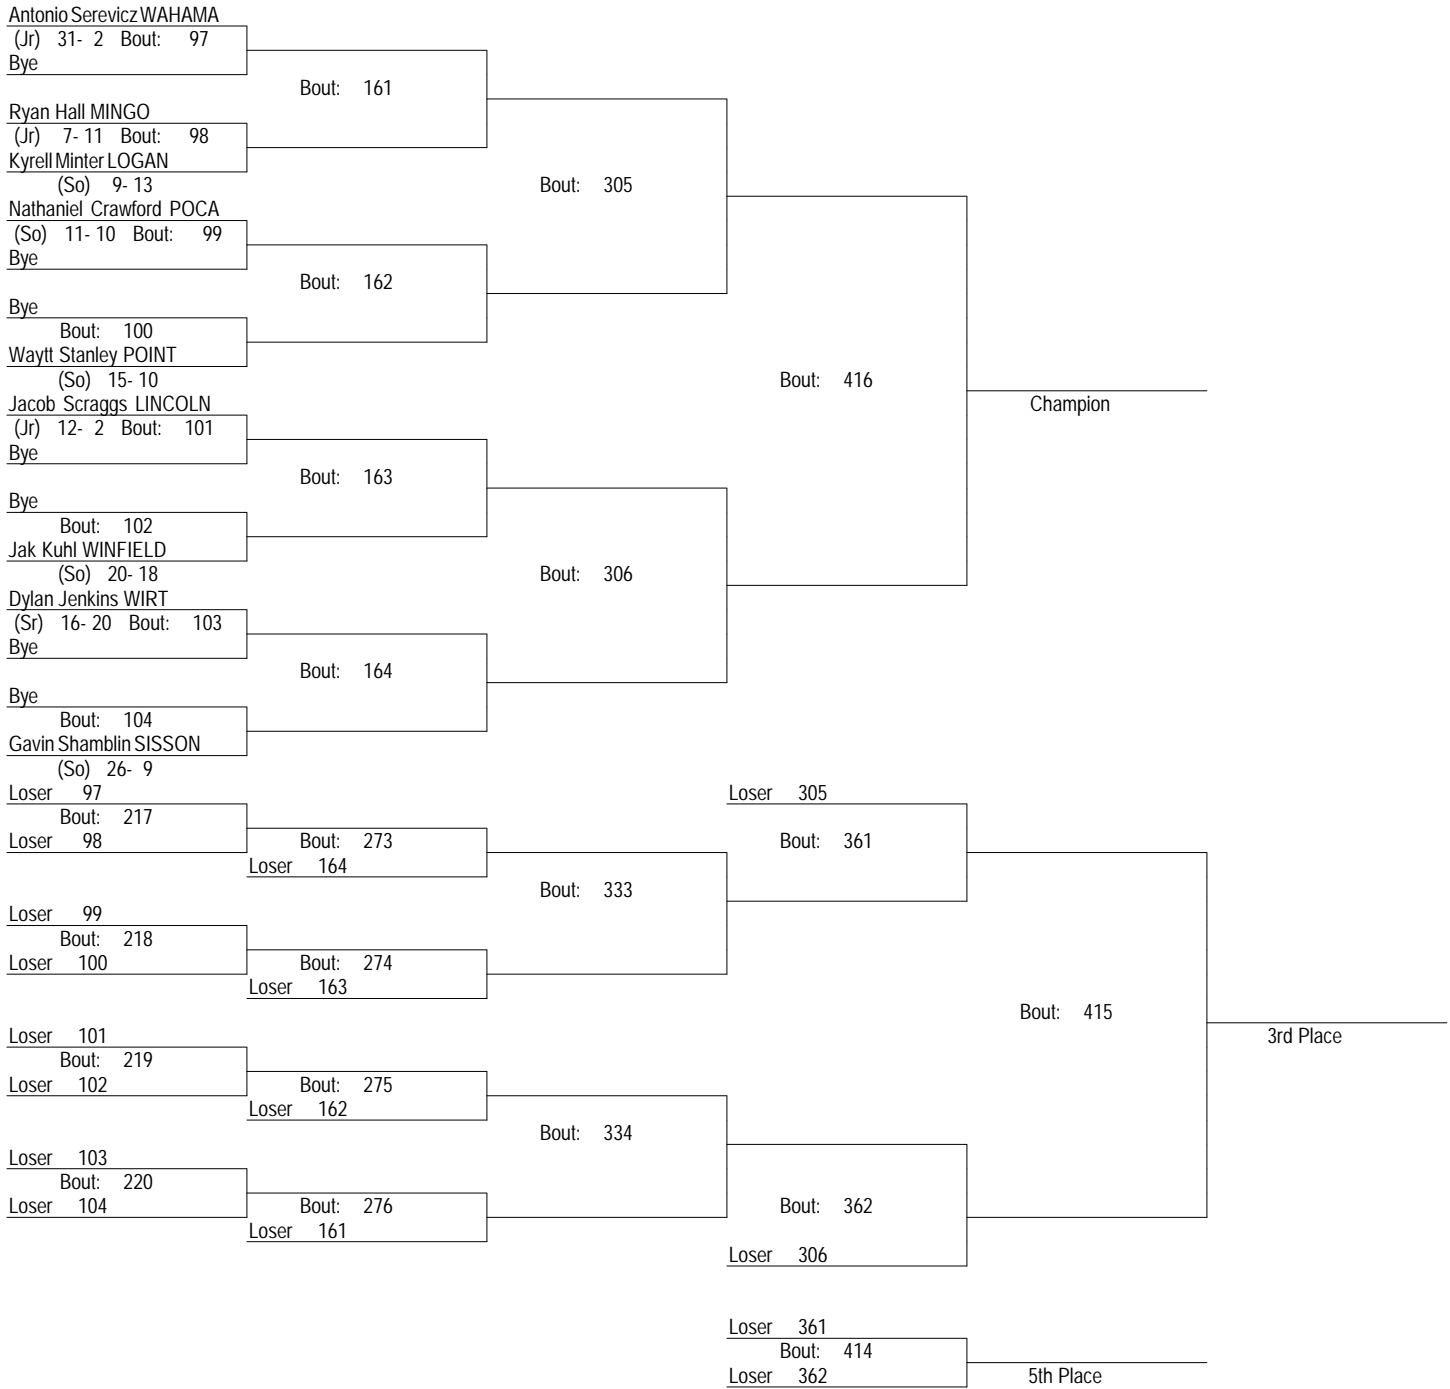 Antonio Serevicz WAHAMA
(Jr) 31- 2 Bout: 97
Bye
Bout: 161
Ryan Hall MINGO
(Jr) 7- 11 Bout: 98
Kyrell Minter LOGAN
(So) 9- 13
Bout: 305
Nathaniel Crawford POCA
(So) 11- 10 Bout: 99
Bye
Bout: 162
Bye
Bout: 100
Waytt Stanley POINT
(So) 15- 10
Bout: 416
Champion
Jacob Scraggs LINCOLN
(Jr) 12- 2 Bout: 101
Bye
Bout: 163
Bye
Bout: 102
Jak Kuhl WINFIELD
(So) 20- 18
Bout: 306
Dylan Jenkins WIRT
(Sr) 16- 20 Bout: 103
Bye
Bout: 164
Bye
Bout: 104
Gavin Shamblin SISSON
(So) 26- 9
Loser 97
Bout: 217
Loser 98
Bout: 273
Loser 164
Bout: 333
Loser 305
Bout: 361
Loser 99
Bout: 218
Loser 100
Bout: 274
Loser 163
Bout: 415
3rd Place
Loser 101
Bout: 219
Loser 102
Bout: 275
Loser 162
Bout: 334
Loser 103
Bout: 220
Loser 104
Bout: 276
Loser 161
Bout: 362
Loser 306
Loser 361
Bout: 414
Loser 362
5th Place